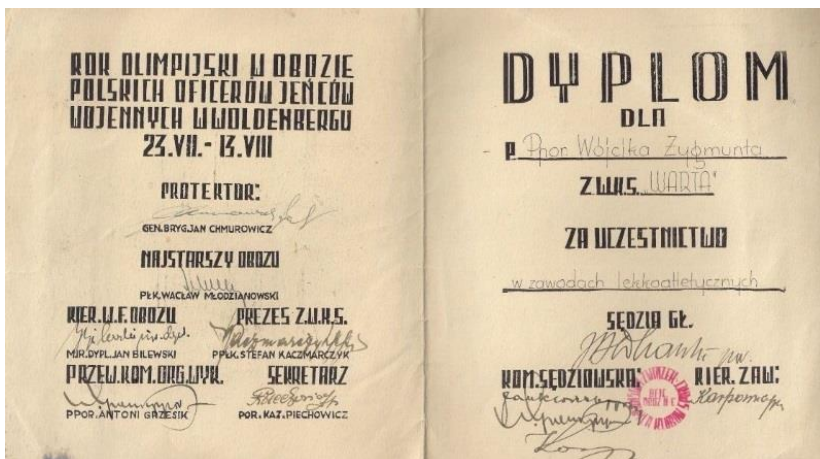 ROK OLIMPIJSKI W OBOZIE
POLSKICH OFICERÓW JEŃCÓW
WOJENNYCH W WOLDENBERGU
23.VII.-13.VIII
PROTEKTOR:
GEN.BRYG.JAN CHMUROWICZ
NAJSTARSZY OBOZU
PŁK.WACŁAW MŁODZIANOWSKI
KIER.W.F.OBOZU PREZES Z.W.K.S.
MJR.DYPL.JAN BILEWSKI PPŁK.STEFAN KACZMARCZYK
PRZEW.KOM.ORG.WYK. SEKRETARZ
PPOR.ANTONI GRZESIK POR.KAZ.PIECHOWICZ
DYPLOM
DLA
P. Ppor. Wójcika Zygmunta
Z W.K.S. "WARTA"
ZA UCZESTNICTWO
w zawodach lekkoatletycznych
SĘDZIA GŁ.
KOM.SĘDZIOWSKA: KIER. ZAW: